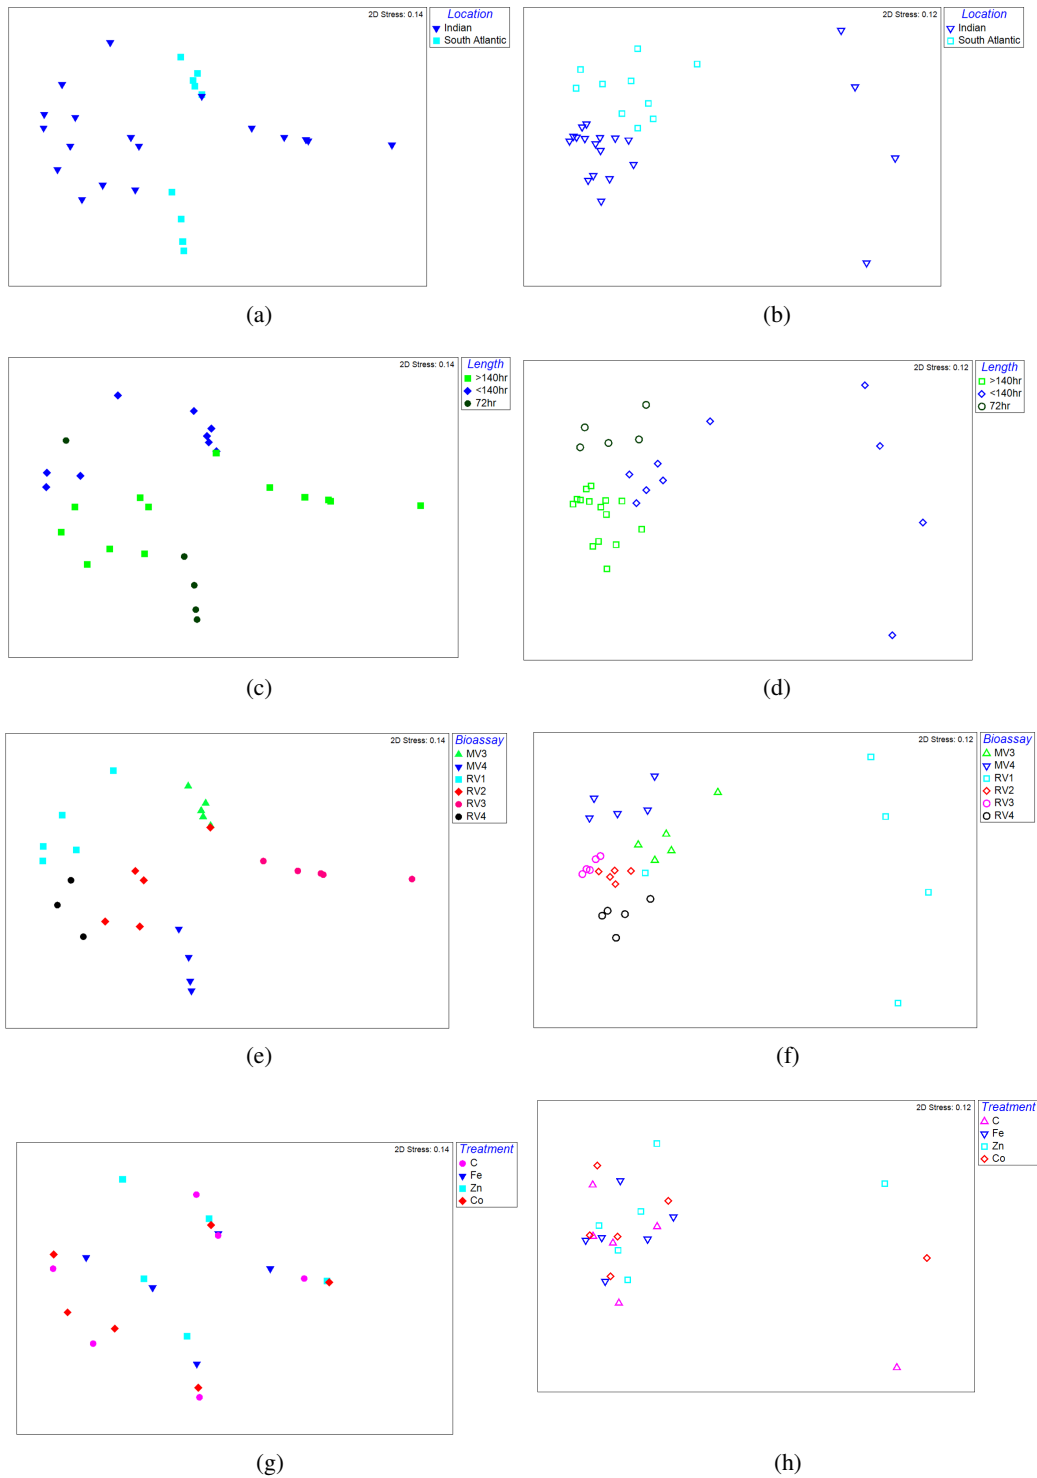 2D Stress: 0.14
Location
Indian
South Atlantic
(a)
2D Stress: 0.12
Location
Indian
South Atlantic
(b)
2D Stress: 0.14
Length
>140hr
<140hr
72hr
(c)
2D Stress: 0.12
Length
>140hr
<140hr
72hr
(d)
2D Stress: 0.14
Bioassay
MV3
MV4
RV1
RV2
RV3
RV4
(e)
2D Stress: 0.12
Bioassay
MV3
MV4
RV1
RV2
RV3
RV4
(f)
2D Stress: 0.14
Treatment
C
Fe
Zn
Co
(g)
2D Stress: 0.12
Treatment
C
Fe
Zn
Co
(h)